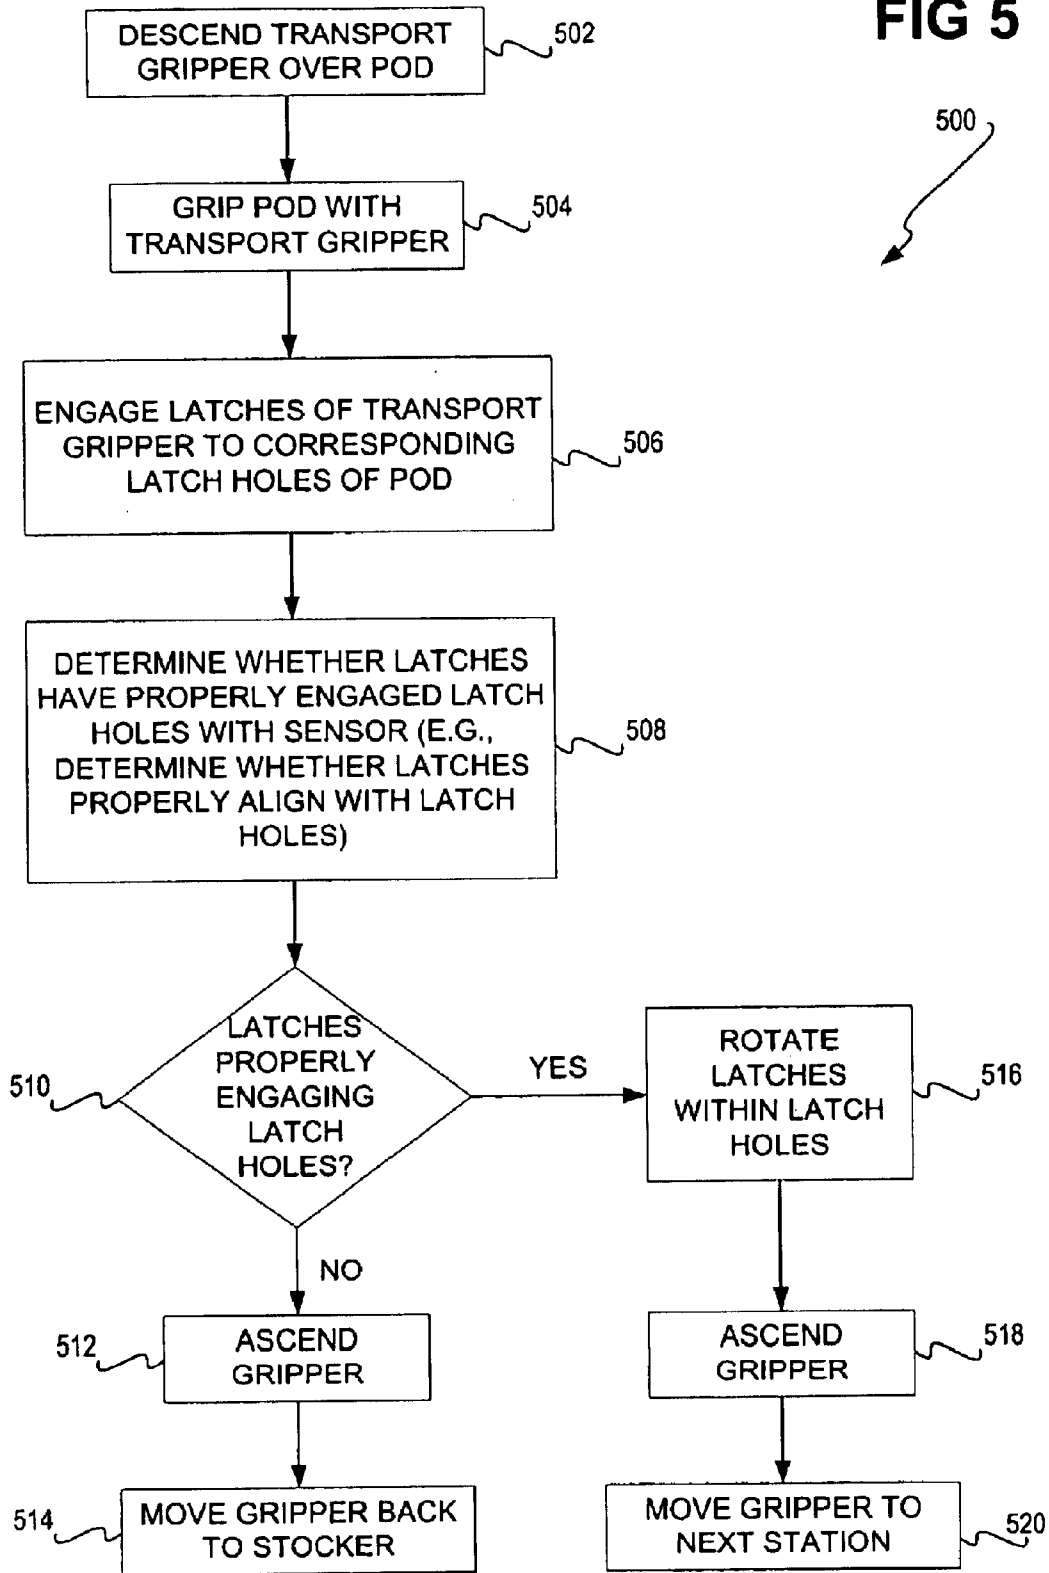 FIG 5
500
DESCEND TRANSPORT
GRIPPER OVER POD
502
GRIP POD WITH
TRANSPORT GRIPPER
504
ENGAGE LATCHES OF TRANSPORT
GRIPPER TO CORRESPONDING
LATCH HOLES OF POD
506
DETERMINE WHETHER LATCHES
HAVE PROPERLY ENGAGED LATCH
HOLES WITH SENSOR (E.G.,
DETERMINE WHETHER LATCHES
PROPERLY ALIGN WITH LATCH
HOLES)
508
510
LATCHES
PROPERLY
ENGAGING
LATCH
HOLES?
YES
ROTATE
LATCHES
WITHIN LATCH
HOLES
516
NO
512
ASCEND
GRIPPER
ASCEND
GRIPPER
518
514
MOVE GRIPPER BACK
TO STOCKER
MOVE GRIPPER TO
NEXT STATION
520